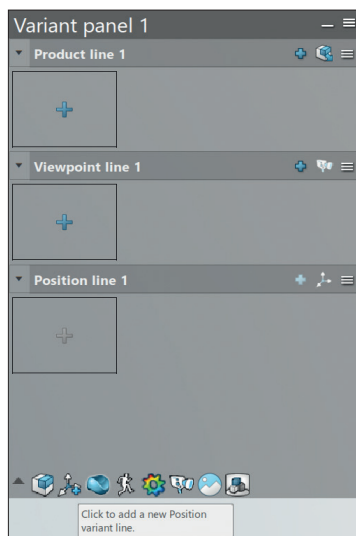 Variant panel 1
Product line 1
Viewpoint line 1
Position line 1
Click to add a new Position
variant line.